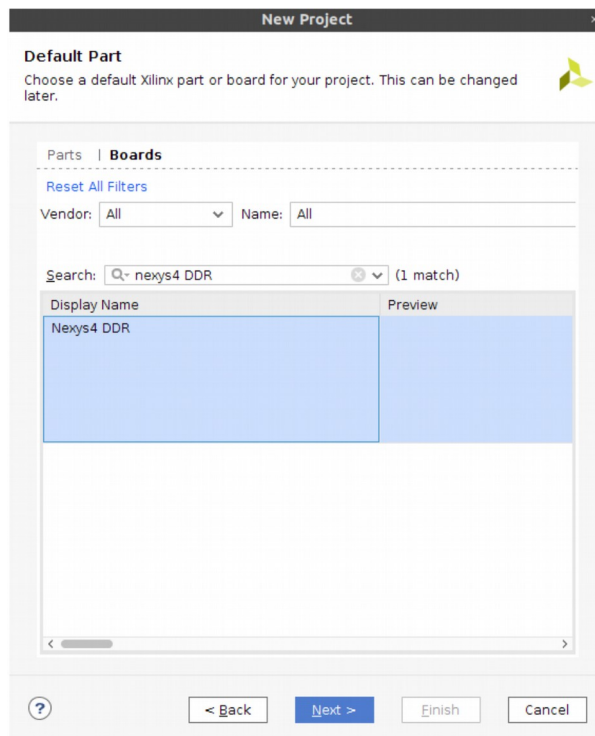 New Project
Default Part
Choose a default Xilinx part or board for your project. This can be changed
later.
Parts | Boards
Reset All Filters
Vendor: All Name: All
Search: nexys4 DDR (1 match)
Display Name Preview
Nexys4 DDR
? < Back Next > Finish Cancel